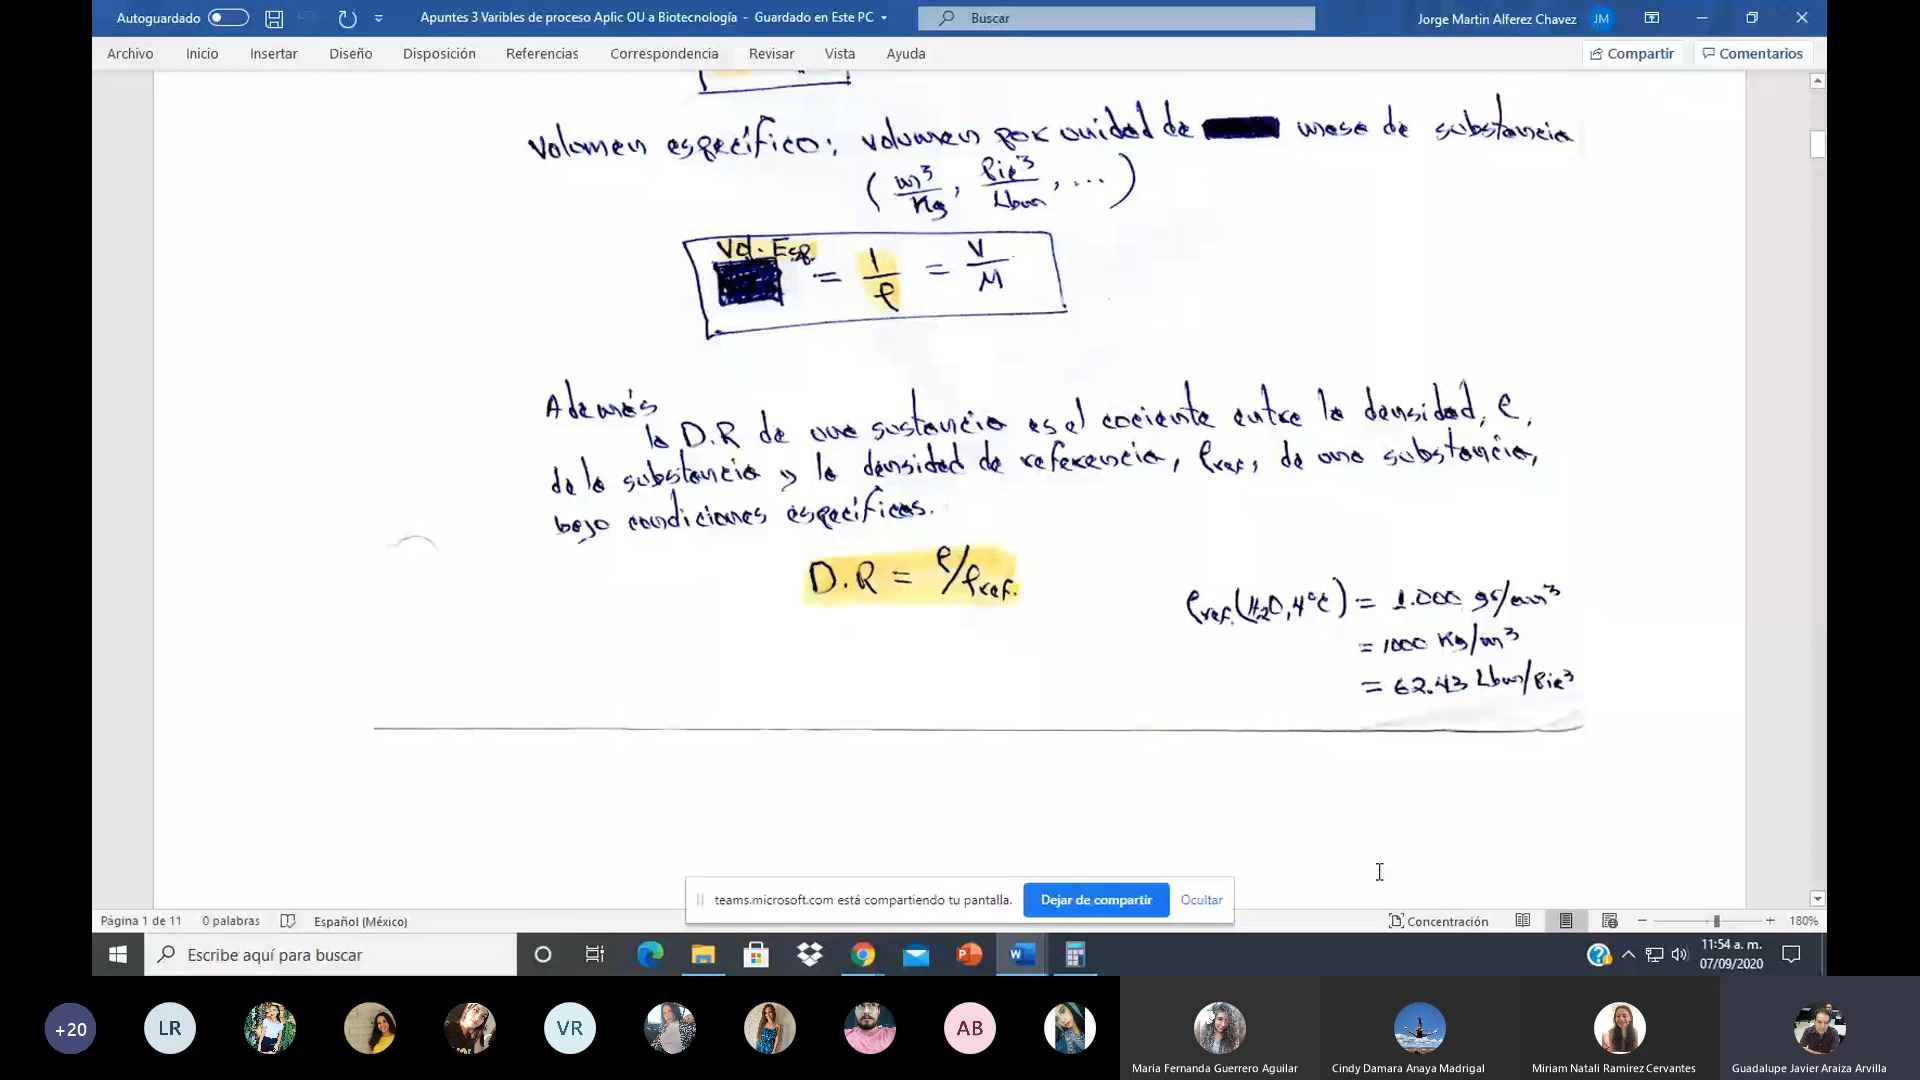 Autoguardado
Apuntes 3 Varibles de proceso Aplic OU a Biotecnología - Guardado en Este PC
Buscar
Jorge Martin Alferez Chavez JM
Archivo Inicio Insertar Diseño Disposición Referencias Correspondencia Revisar Vista Ayuda
Compartir Comentarios
Volumen específico: volumen por unidad de masa de substancia
( m³/Kg, Pie³/Lbm, ... )
Vol. Esp. = 1/ρ = V/M
Además
la D.R de una sustancia es el cociente entre la densidad, ρ,
de la substancia y la densidad de referencia, ρref, de una substancia,
bajo condiciones específicas.
D.R = ρ/ρref.
ρref.(H₂O, 4°C) = 1.000 gr/cm³
= 1000 Kg/m³
= 62.43 Lbm/Pie³
teams.microsoft.com está compartiendo tu pantalla. Dejar de compartir Ocultar
Página 1 de 11 0 palabras Español (México) Concentración 180%
Escribe aquí para buscar
11:54 a. m.
07/09/2020
+20 LR VR AB
Maria Fernanda Guerrero Aguilar Cindy Damara Anaya Madrigal Miriam Natali Ramirez Cervantes Guadalupe Javier Araiza Arvilla